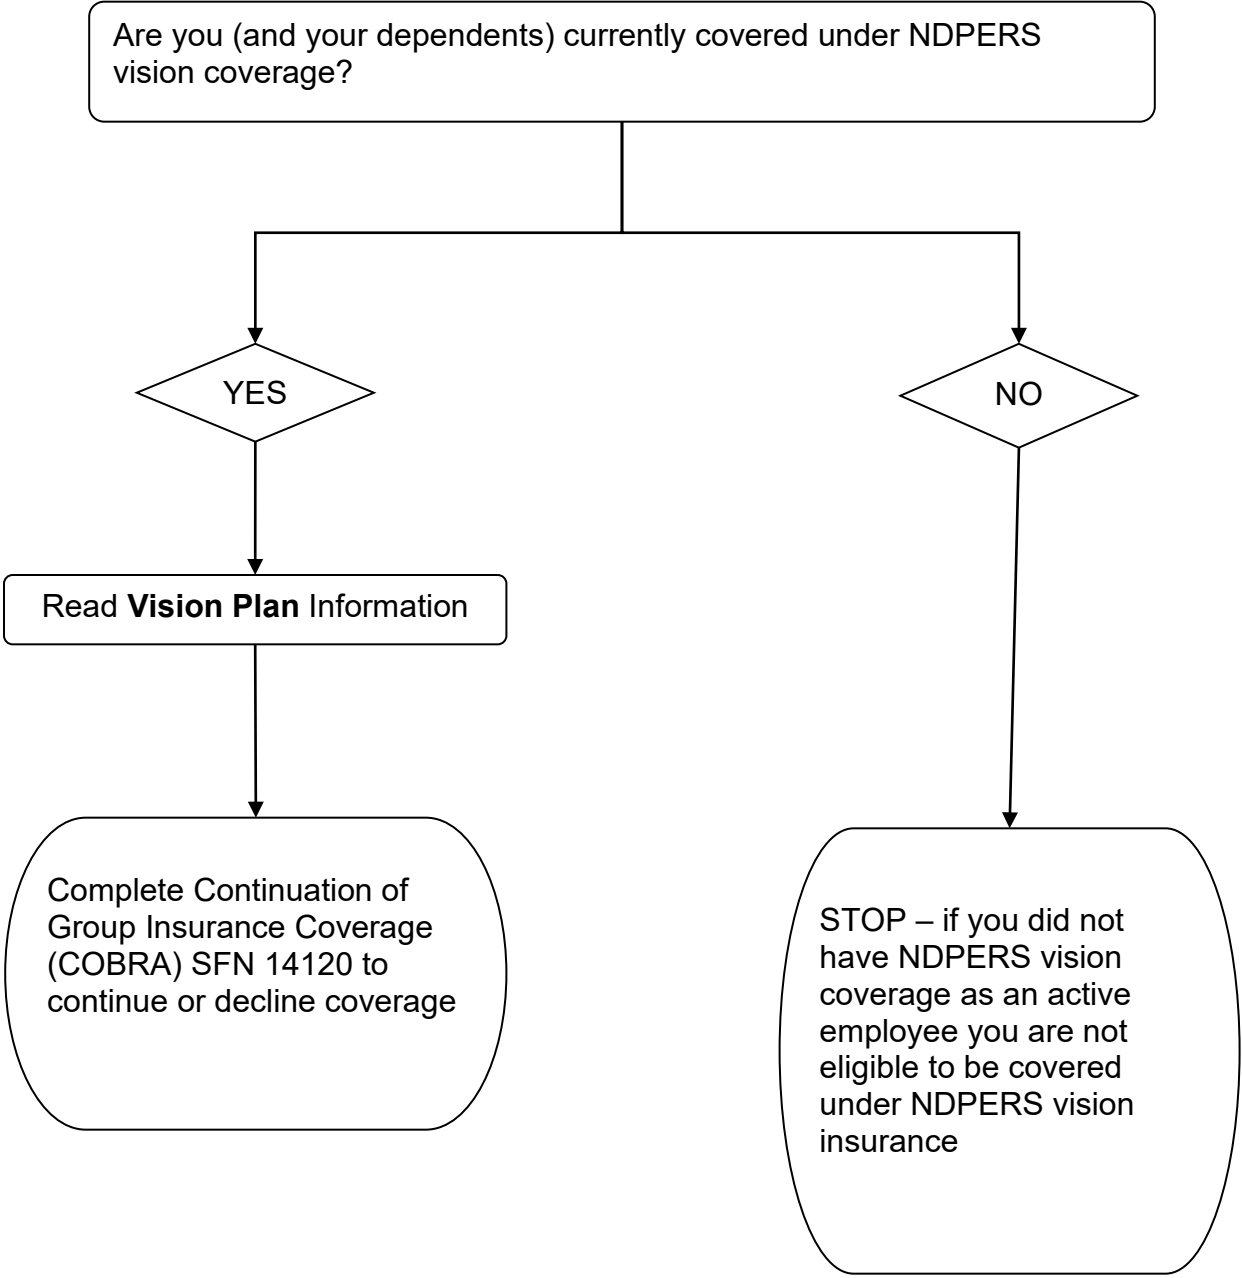 Are you (and your dependents) currently covered under NDPERS
vision coverage?
YES
NO
Read Vision Plan Information
Complete Continuation of
Group Insurance Coverage
(COBRA) SFN 14120 to
continue or decline coverage
STOP – if you did not
have NDPERS vision
coverage as an active
employee you are not
eligible to be covered
under NDPERS vision
insurance